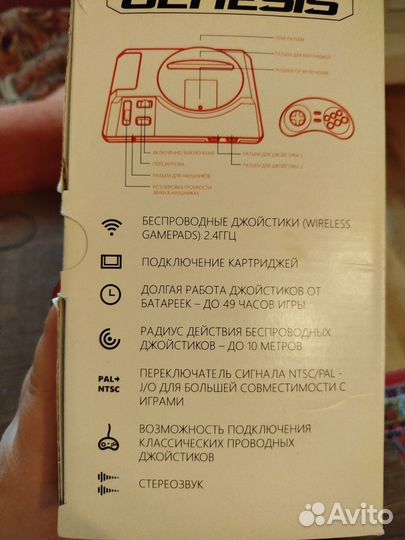 GENESIS
HDMI РАЗЪЕМ
РАЗЪЕМ ДЛЯ КАРТРИДЖЕЙ
ИНДИКАТОР ВКЛЮЧЕНИЯ
ВКЛЮЧЕНИЕ/ВЫКЛЮЧЕНИЕ
ПЕРЕЗАГРУЗКА
РАЗЪЕМ ДЛЯ НАУШНИКОВ
РЕГУЛИРОВКА ГРОМКОСТИ
ЗВУКА В НАУШНИКАХ
РАЗЪЕМ ДЛЯ ДЖОЙСТИКА 1
РАЗЪЕМ ДЛЯ ДЖОЙСТИКА 2
БЕСПРОВОДНЫЕ ДЖОЙСТИКИ (WIRELESS
GAMEPADS) 2.4ГГЦ
ПОДКЛЮЧЕНИЕ КАРТРИДЖЕЙ
ДОЛГАЯ РАБОТА ДЖОЙСТИКОВ ОТ
БАТАРЕЕК – ДО 49 ЧАСОВ ИГРЫ
РАДИУС ДЕЙСТВИЯ БЕСПРОВОДНЫХ
ДЖОЙСТИКОВ – ДО 10 МЕТРОВ
PAL
NTSC
ПЕРЕКЛЮЧАТЕЛЬ СИГНАЛА NTSC/PAL -
J/O ДЛЯ БОЛЬШЕЙ СОВМЕСТИМОСТИ С
ИГРАМИ
ВОЗМОЖНОСТЬ ПОДКЛЮЧЕНИЯ
КЛАССИЧЕСКИХ ПРОВОДНЫХ
ДЖОЙСТИКОВ
СТЕРЕОЗВУК
Avito